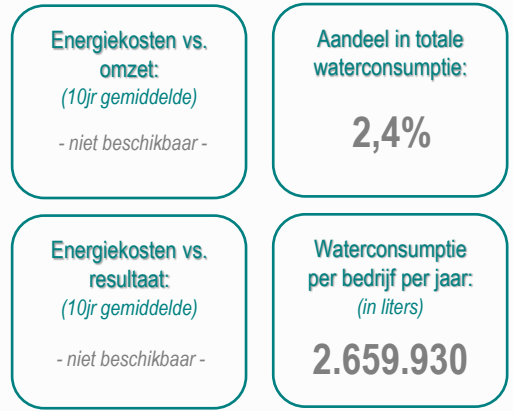 Energiekosten vs.
omzet:
(10jr gemiddelde)
- niet beschikbaar -
Aandeel in totale
waterconsumptie:
2,4%
Energiekosten vs.
resultaat:
(10jr gemiddelde)
- niet beschikbaar -
Waterconsumptie
per bedrijf per jaar:
(in liters)
2.659.930